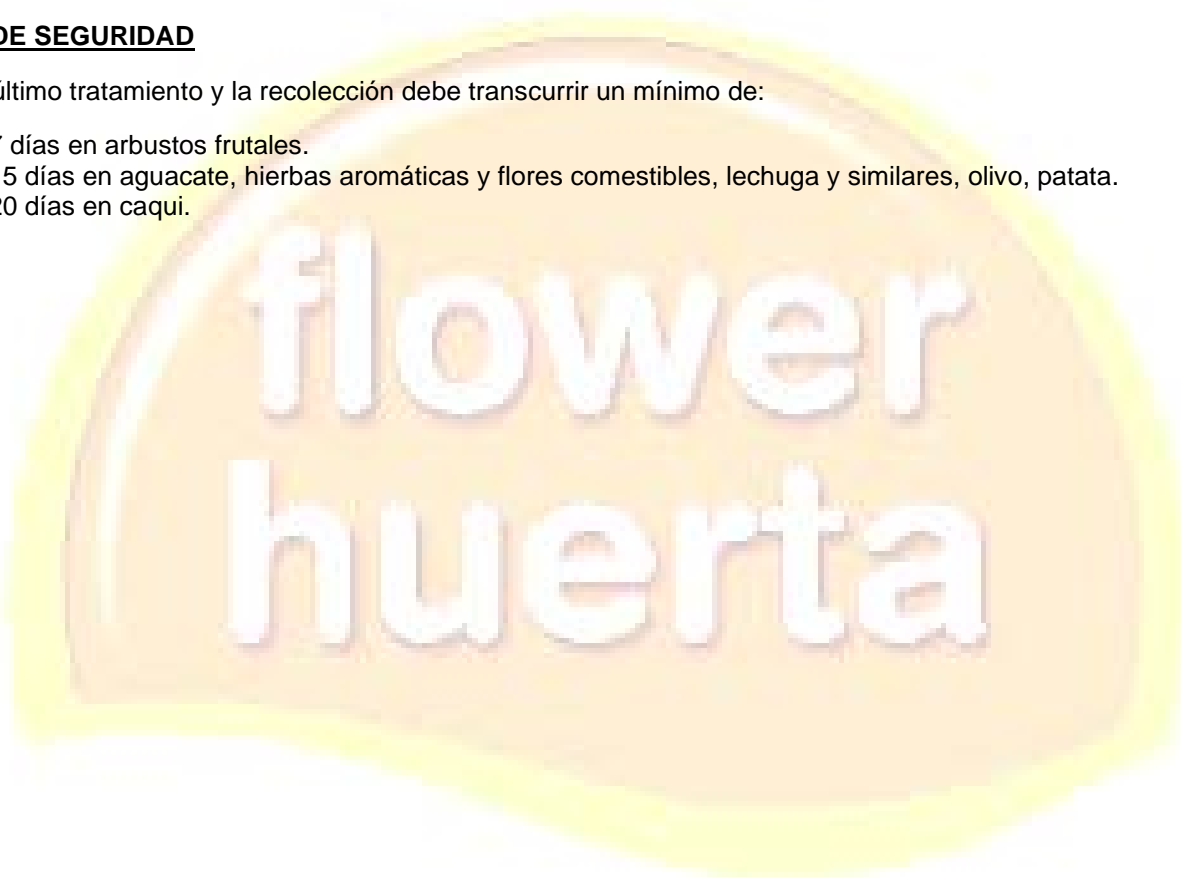 DE SEGURIDAD
último tratamiento y la recolección debe transcurrir un mínimo de:
días en arbustos frutales.
5 días en aguacate, hierbas aromáticas y flores comestibles, lechuga y similares, olivo, patata.
20 días en caqui.
flower
huerta